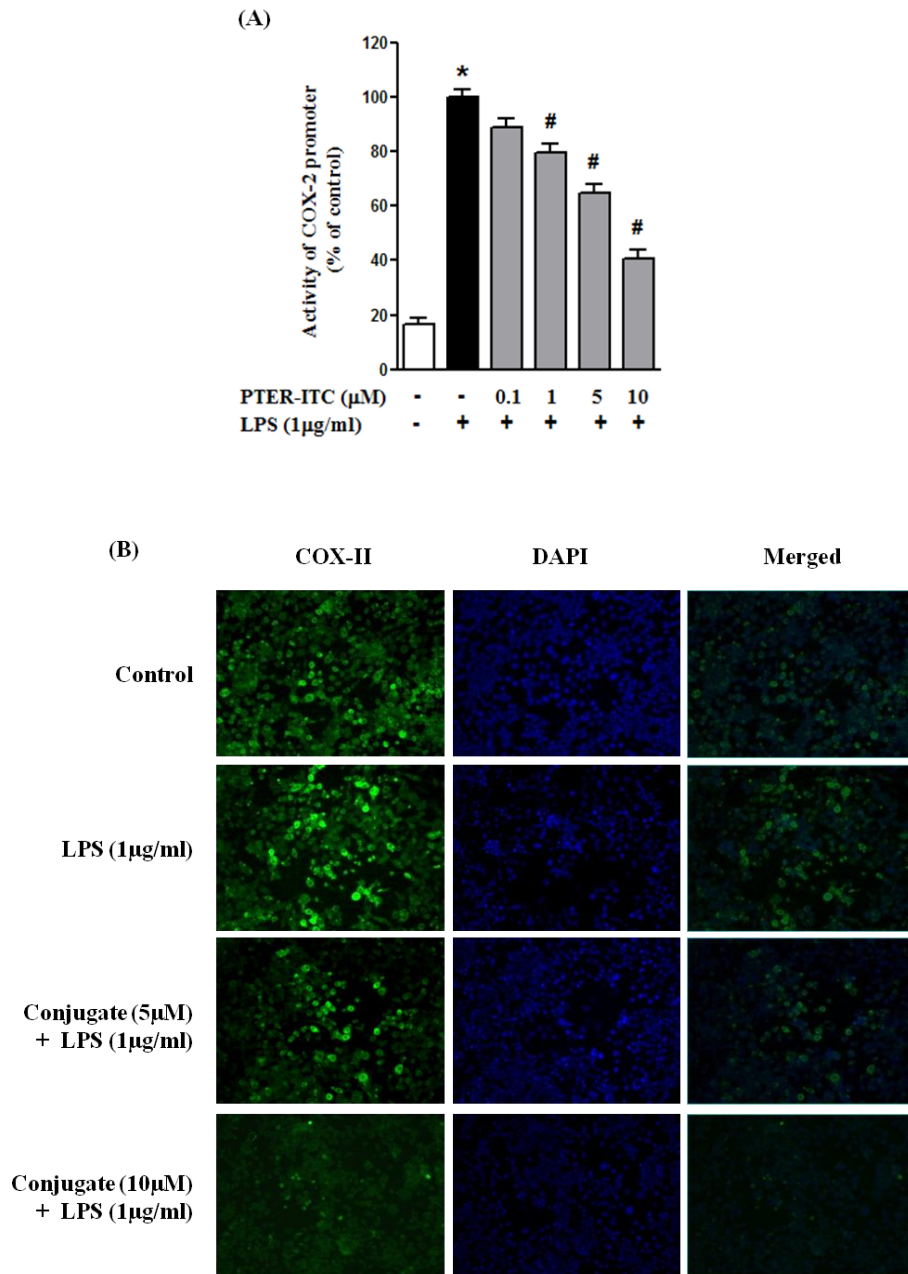 (A)
120
100
80
60
40
20
0
Activity of COX-2 promoter
(% of control)
*
#
#
#
PTER-ITC (μM) - - 0.1 1 5 10
LPS (1μg/ml) - + + + + +
(B)
COX-II DAPI Merged
Control
LPS (1μg/ml)
Conjugate (5μM)
+ LPS (1μg/ml)
Conjugate (10μM)
+ LPS (1μg/ml)